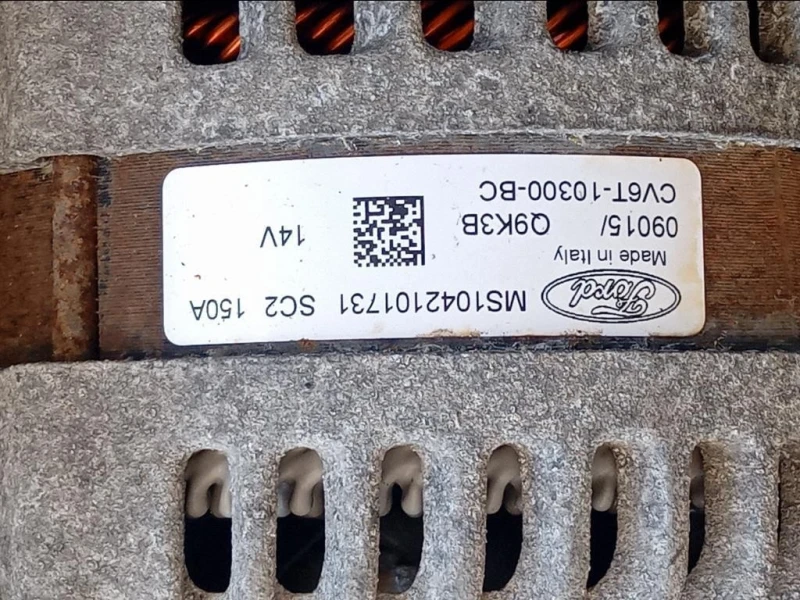 Ford MS1042101731 SC2 150A
Made in Italy
09015/ Q9K3B 14V
CV6T-10300-BC